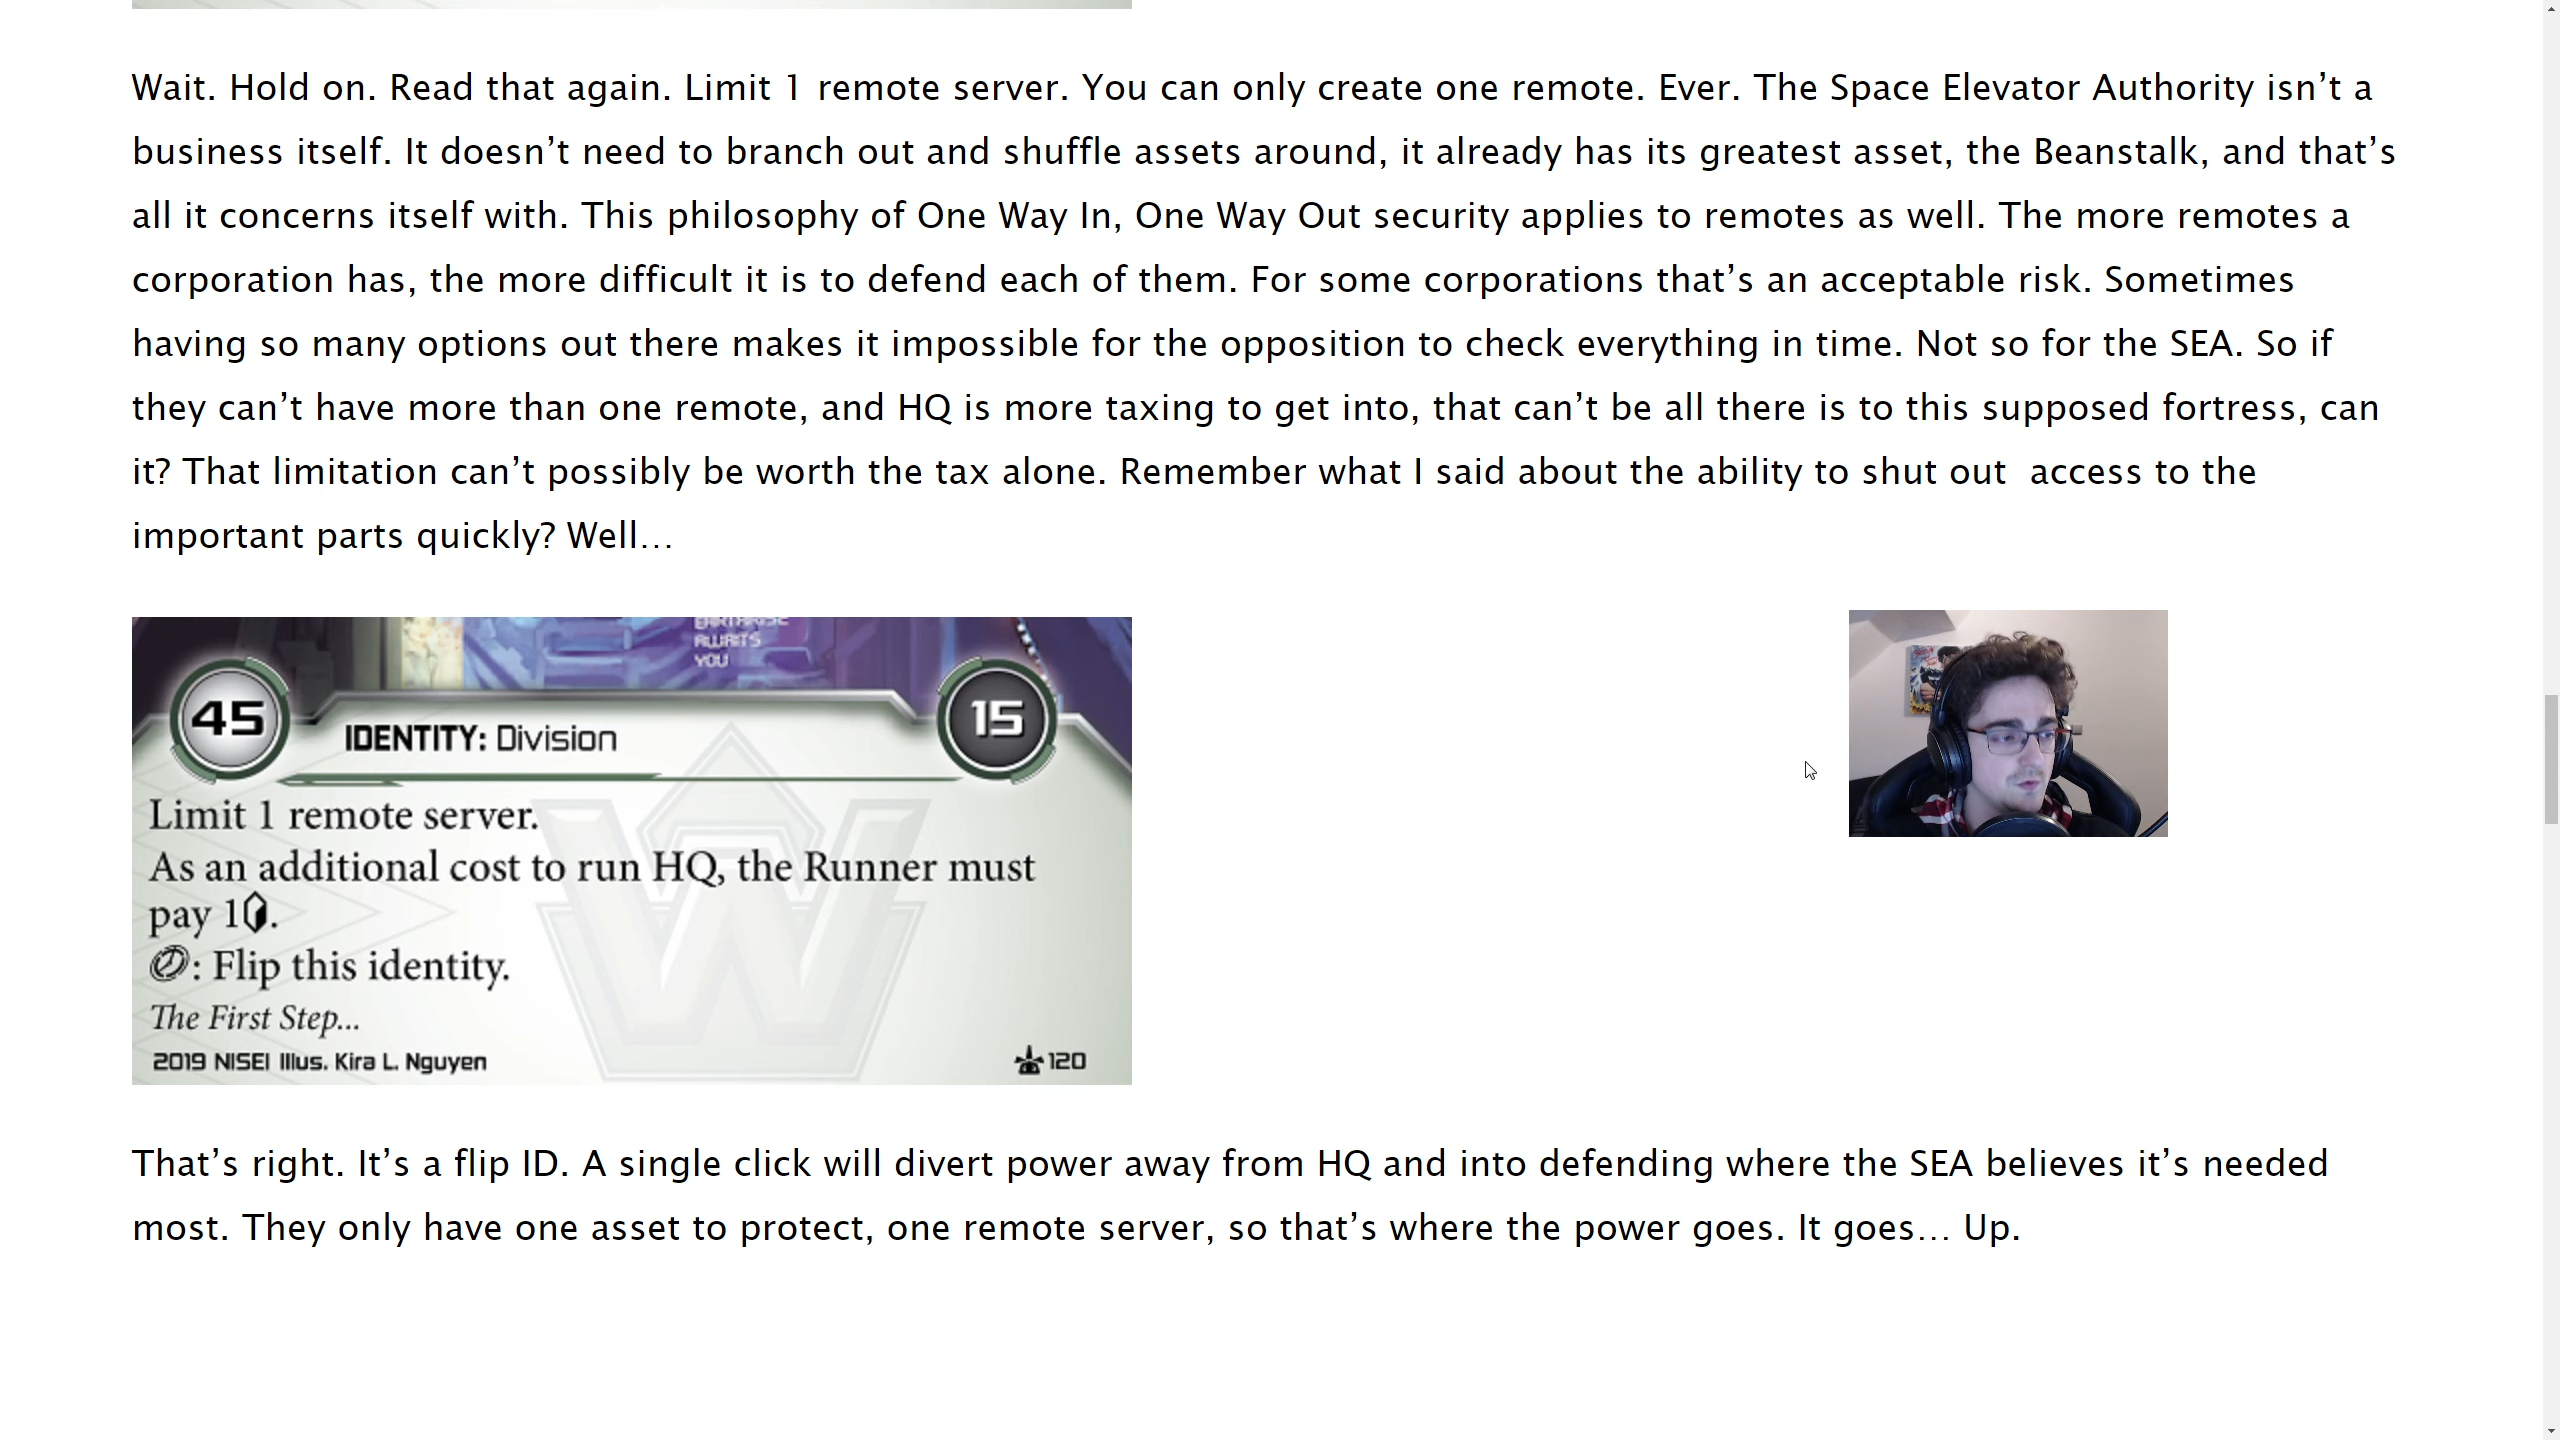 Wait. Hold on. Read that again. Limit 1 remote server. You can only create one remote. Ever. The Space Elevator Authority isn’t a
business itself. It doesn’t need to branch out and shuffle assets around, it already has its greatest asset, the Beanstalk, and that’s
all it concerns itself with. This philosophy of One Way In, One Way Out security applies to remotes as well. The more remotes a
corporation has, the more difficult it is to defend each of them. For some corporations that’s an acceptable risk. Sometimes
having so many options out there makes it impossible for the opposition to check everything in time. Not so for the SEA. So if
they can’t have more than one remote, and HQ is more taxing to get into, that can’t be all there is to this supposed fortress, can
it? That limitation can’t possibly be worth the tax alone. Remember what I said about the ability to shut out  access to the
important parts quickly? Well…
AWAITS
YOU
45
IDENTITY: Division
15
Limit 1 remote server.
As an additional cost to run HQ, the Runner must
pay 1.
: Flip this identity.
The First Step...
2019 NISEI Illus. Kira L. Nguyen
120
That’s right. It’s a flip ID. A single click will divert power away from HQ and into defending where the SEA believes it’s needed
most. They only have one asset to protect, one remote server, so that’s where the power goes. It goes… Up.